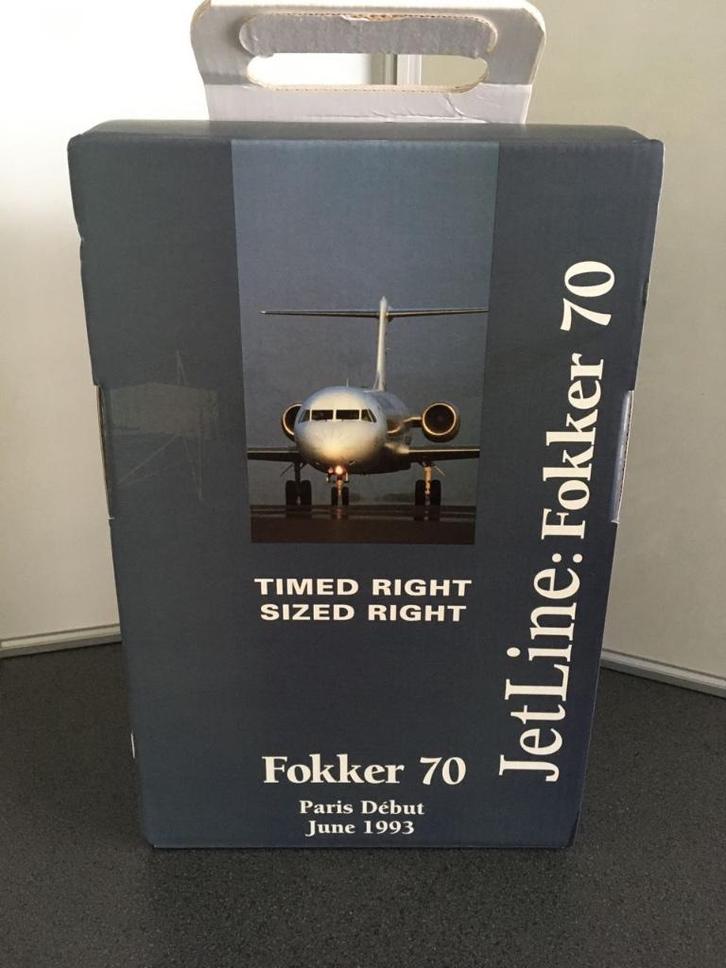 TIMED RIGHT
SIZED RIGHT
JetLine: Fokker 70
Fokker 70
Paris Début
June 1993